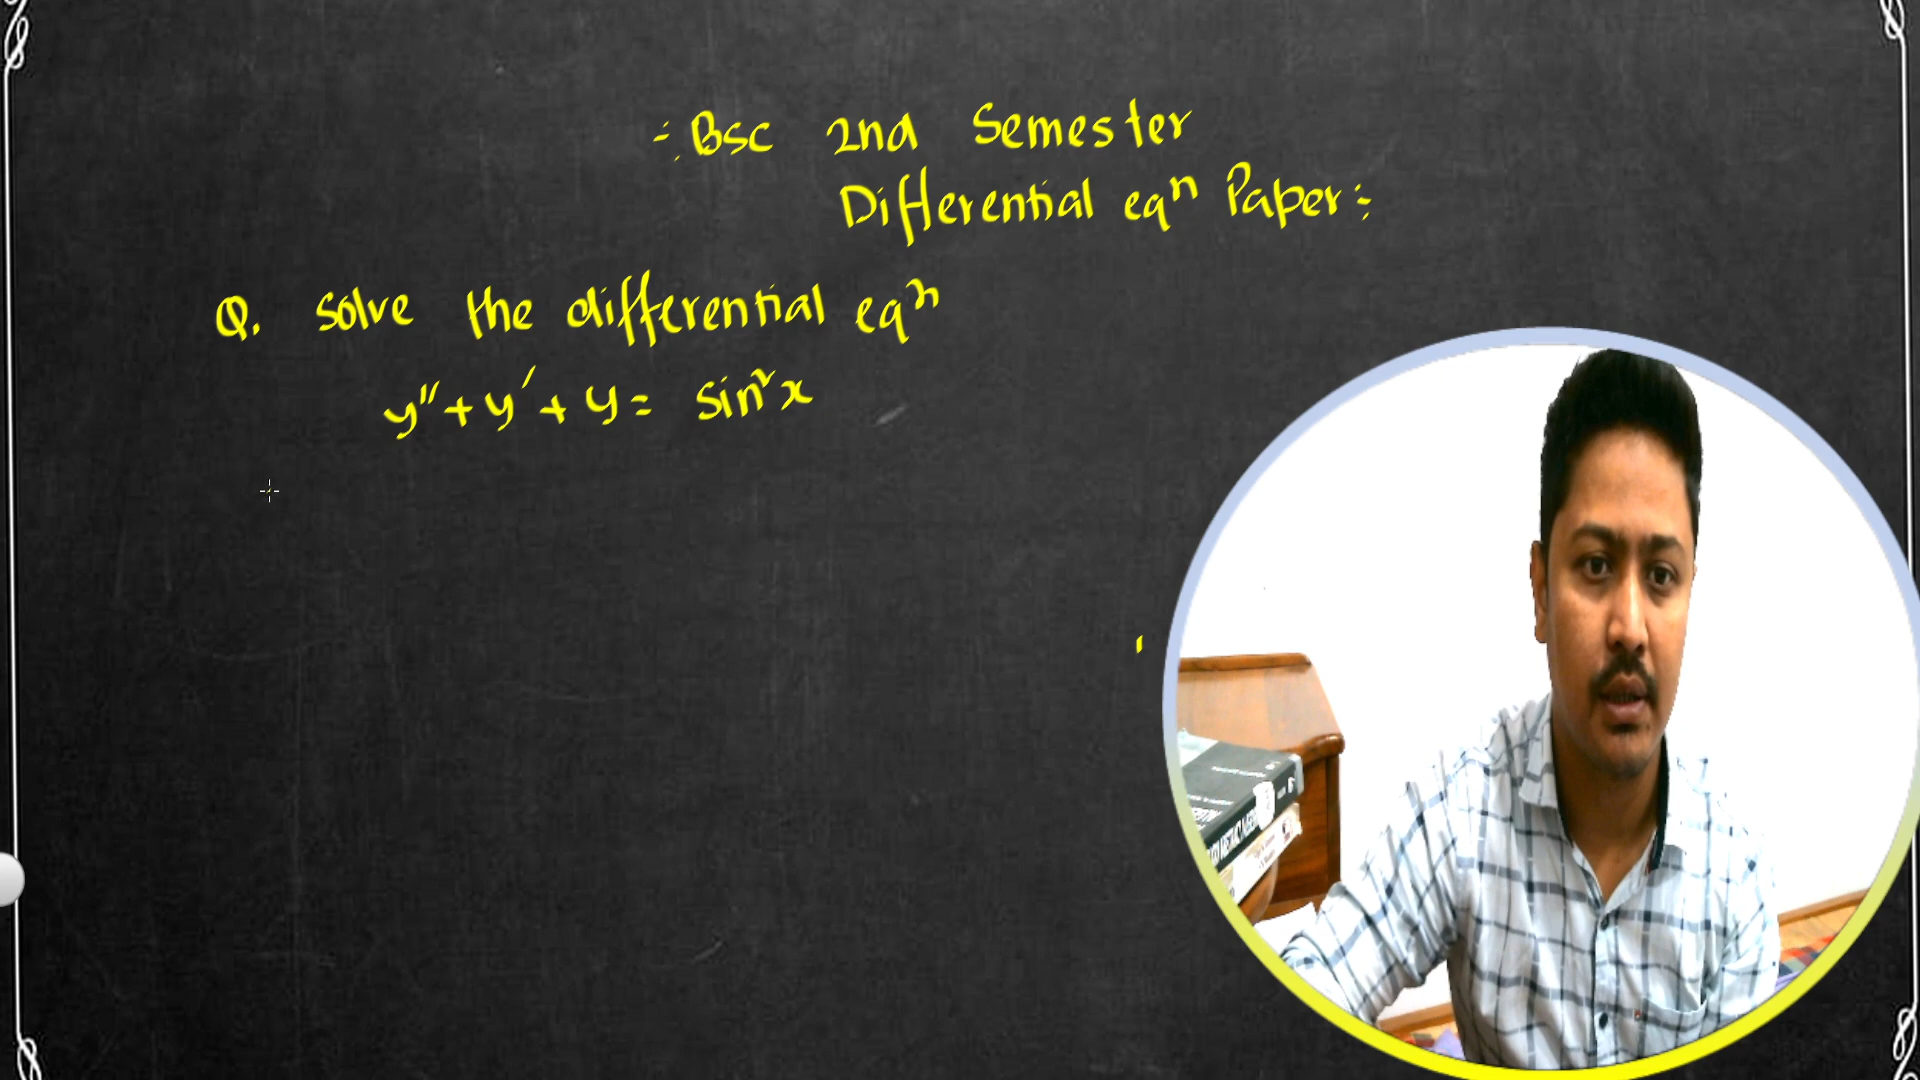 :- Bsc 2nd Semester
Differential eqⁿ Paper :-
Q. Solve the differential eqⁿ
y'' + y' + y = sin²x